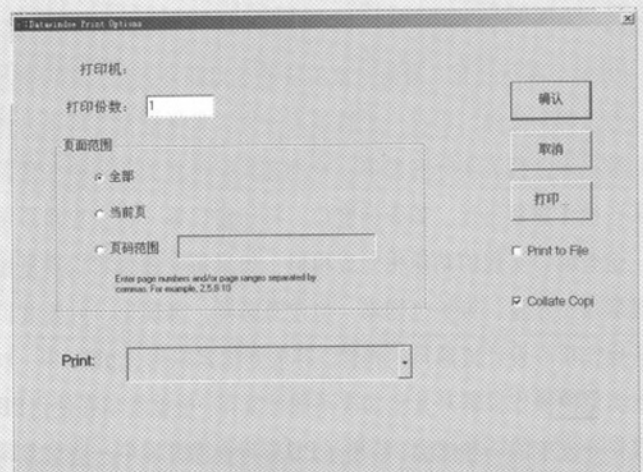 Datawindow Print Options
打印机:
打印份数: 1
确认
页面范围
取消
全部
打印...
当前页
页码范围
Print to File
Enter page numbers and/or page ranges separated by
commas. For example, 2,5,8-10
Collate Copi
Print: